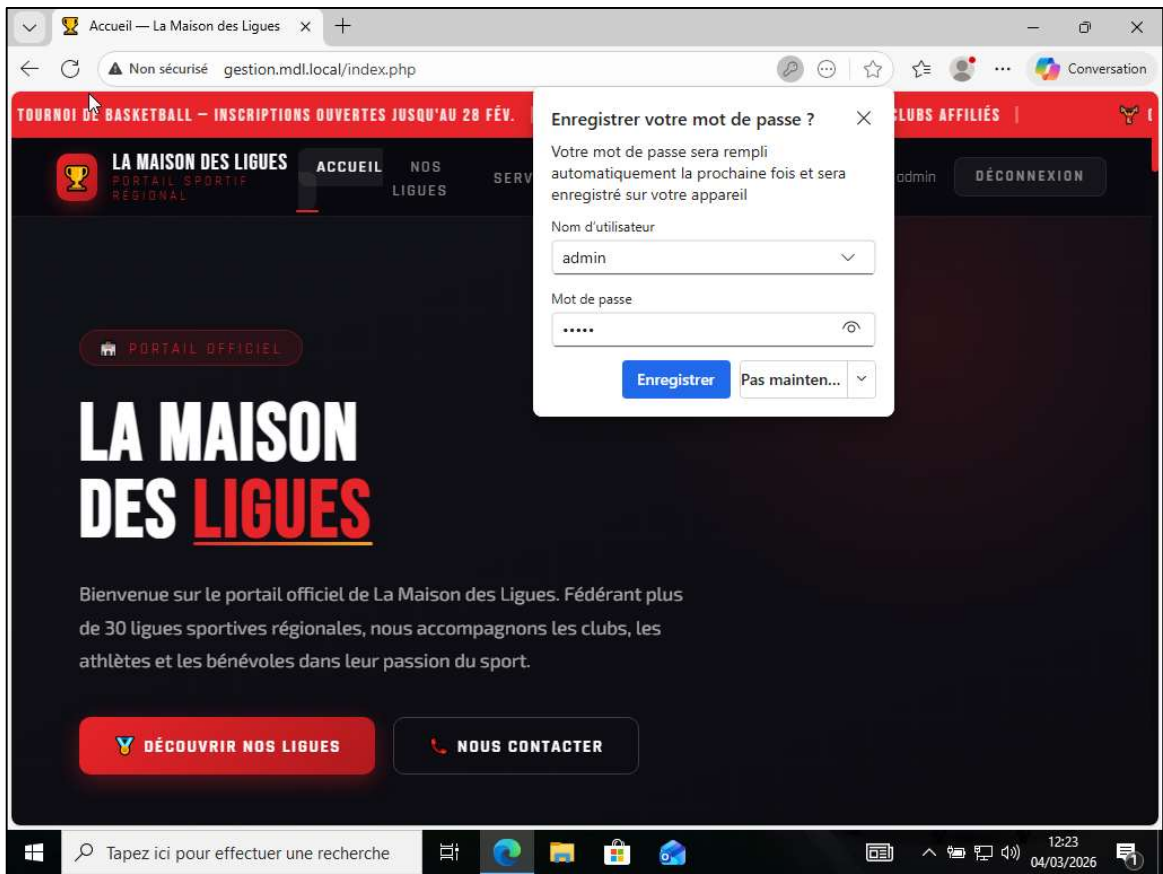 Accueil — La Maison des Ligues
Non sécurisé gestion.mdl.local/index.php
Conversation
TOURNOI DE BASKETBALL — INSCRIPTIONS OUVERTES JUSQU'AU 28 FÉV. |
CLUBS AFFILIÉS |
LA MAISON DES LIGUES
PORTAIL SPORTIF
RÉGIONAL
ACCUEIL
NOS
LIGUES
SERV
admin
DÉCONNEXION
Enregistrer votre mot de passe ?
Votre mot de passe sera rempli
automatiquement la prochaine fois et sera
enregistré sur votre appareil
Nom d'utilisateur
admin
Mot de passe
•••••
Enregistrer
Pas mainten...
PORTAIL OFFICIEL
LA MAISON
DES LIGUES
Bienvenue sur le portail officiel de La Maison des Ligues. Fédérant plus
de 30 ligues sportives régionales, nous accompagnons les clubs, les
athlètes et les bénévoles dans leur passion du sport.
DÉCOUVRIR NOS LIGUES
NOUS CONTACTER
Tapez ici pour effectuer une recherche
12:23
04/03/2026
1